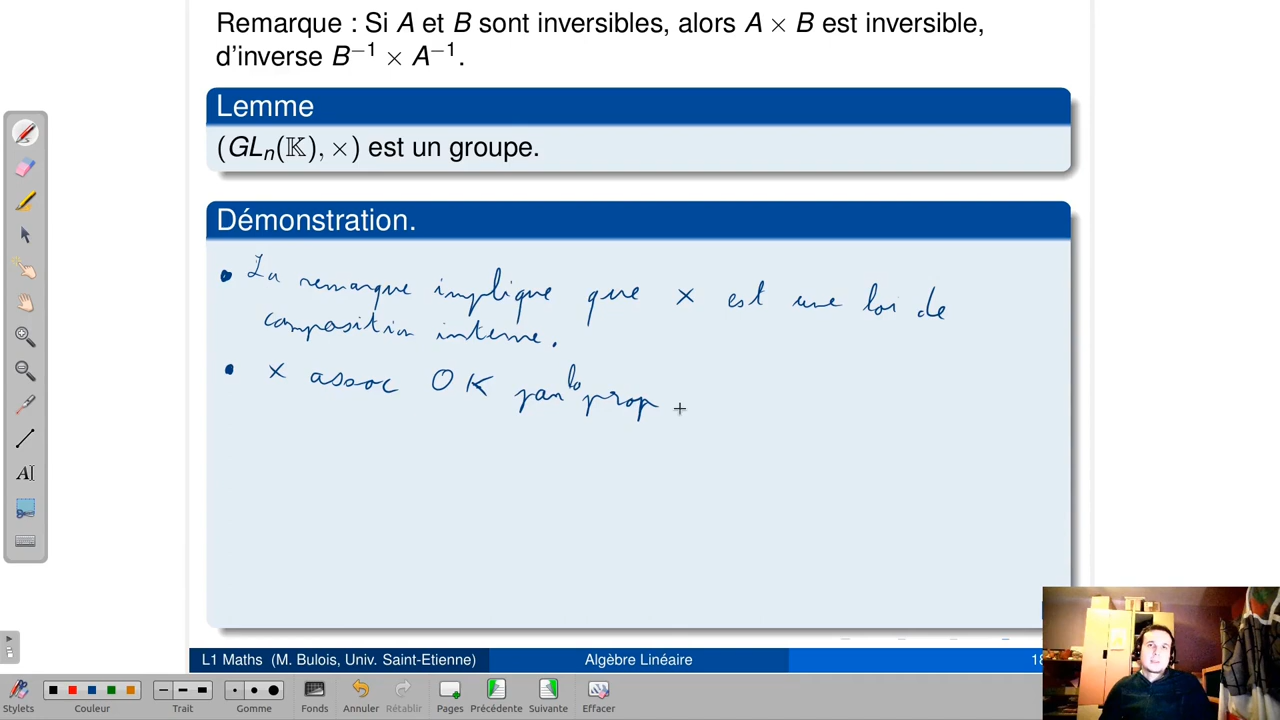 Remarque : Si A et B sont inversibles, alors A × B est inversible,
d'inverse B⁻¹ × A⁻¹.
Lemme
(GLₙ(𝕂), ×) est un groupe.
Démonstration.
• La remarque implique que × est une loi de
composition interne.
• × assoc OK par la prop
L1 Maths (M. Bulois, Univ. Saint-Etienne) Algèbre Linéaire 18
Stylets Couleur Trait Gomme Fonds Annuler Rétablir Pages Précédente Suivante Effacer